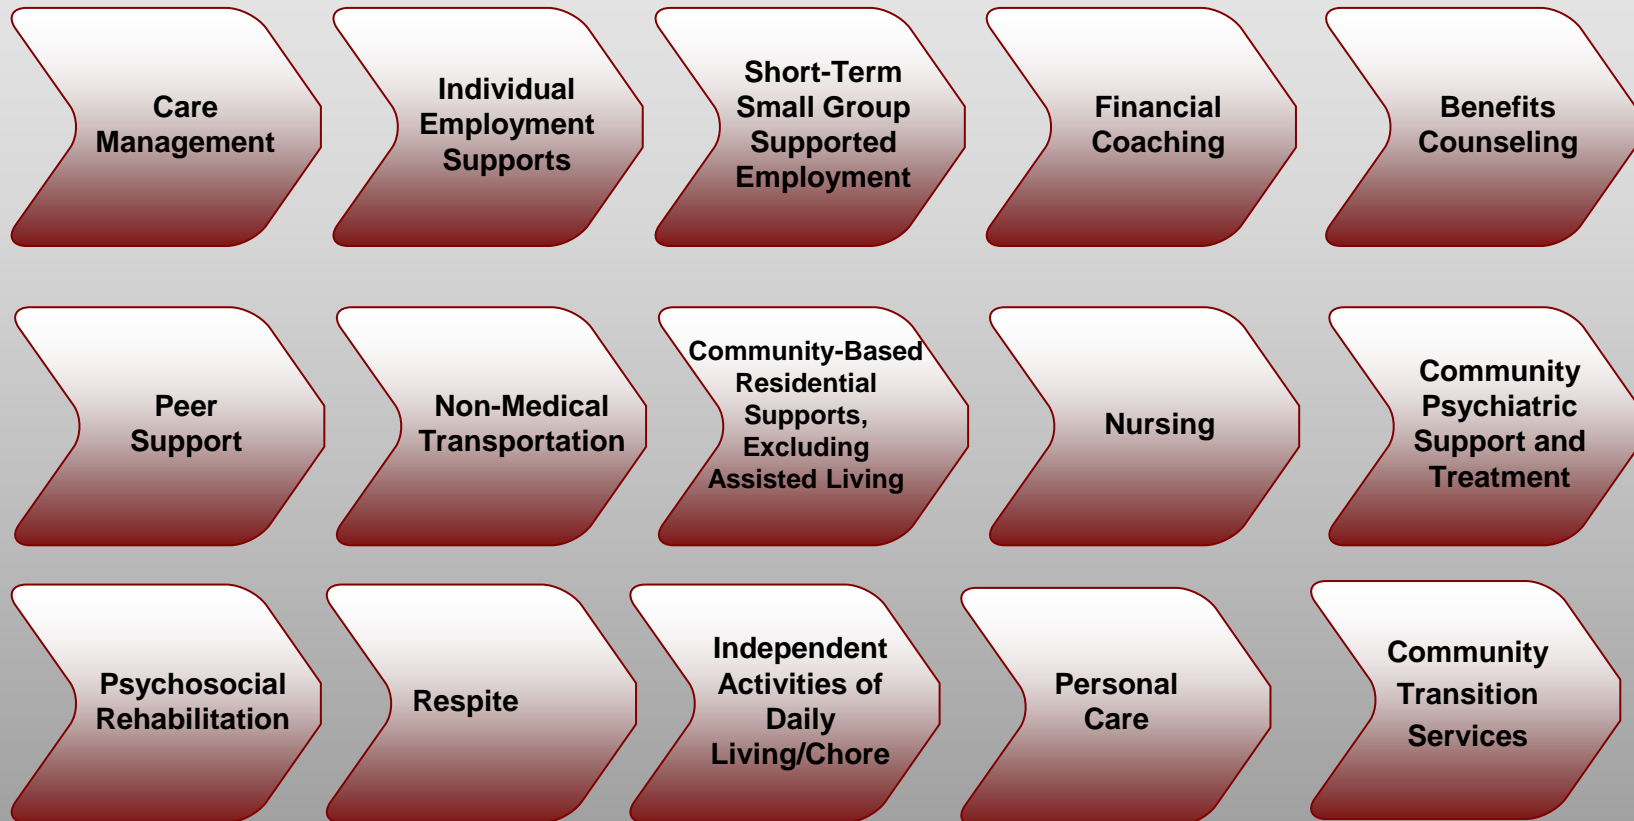 Care
Management
Individual
Employment
Supports
Short-Term
Small Group
Supported
Employment
Financial
Coaching
Benefits
Counseling
Peer
Support
Non-Medical
Transportation
Community-Based
Residential
Supports,
Excluding
Assisted Living
Nursing
Community
Psychiatric
Support and
Treatment
Psychosocial
Rehabilitation
Respite
Independent
Activities of
Daily
Living/Chore
Personal
Care
Community
Transition
Services